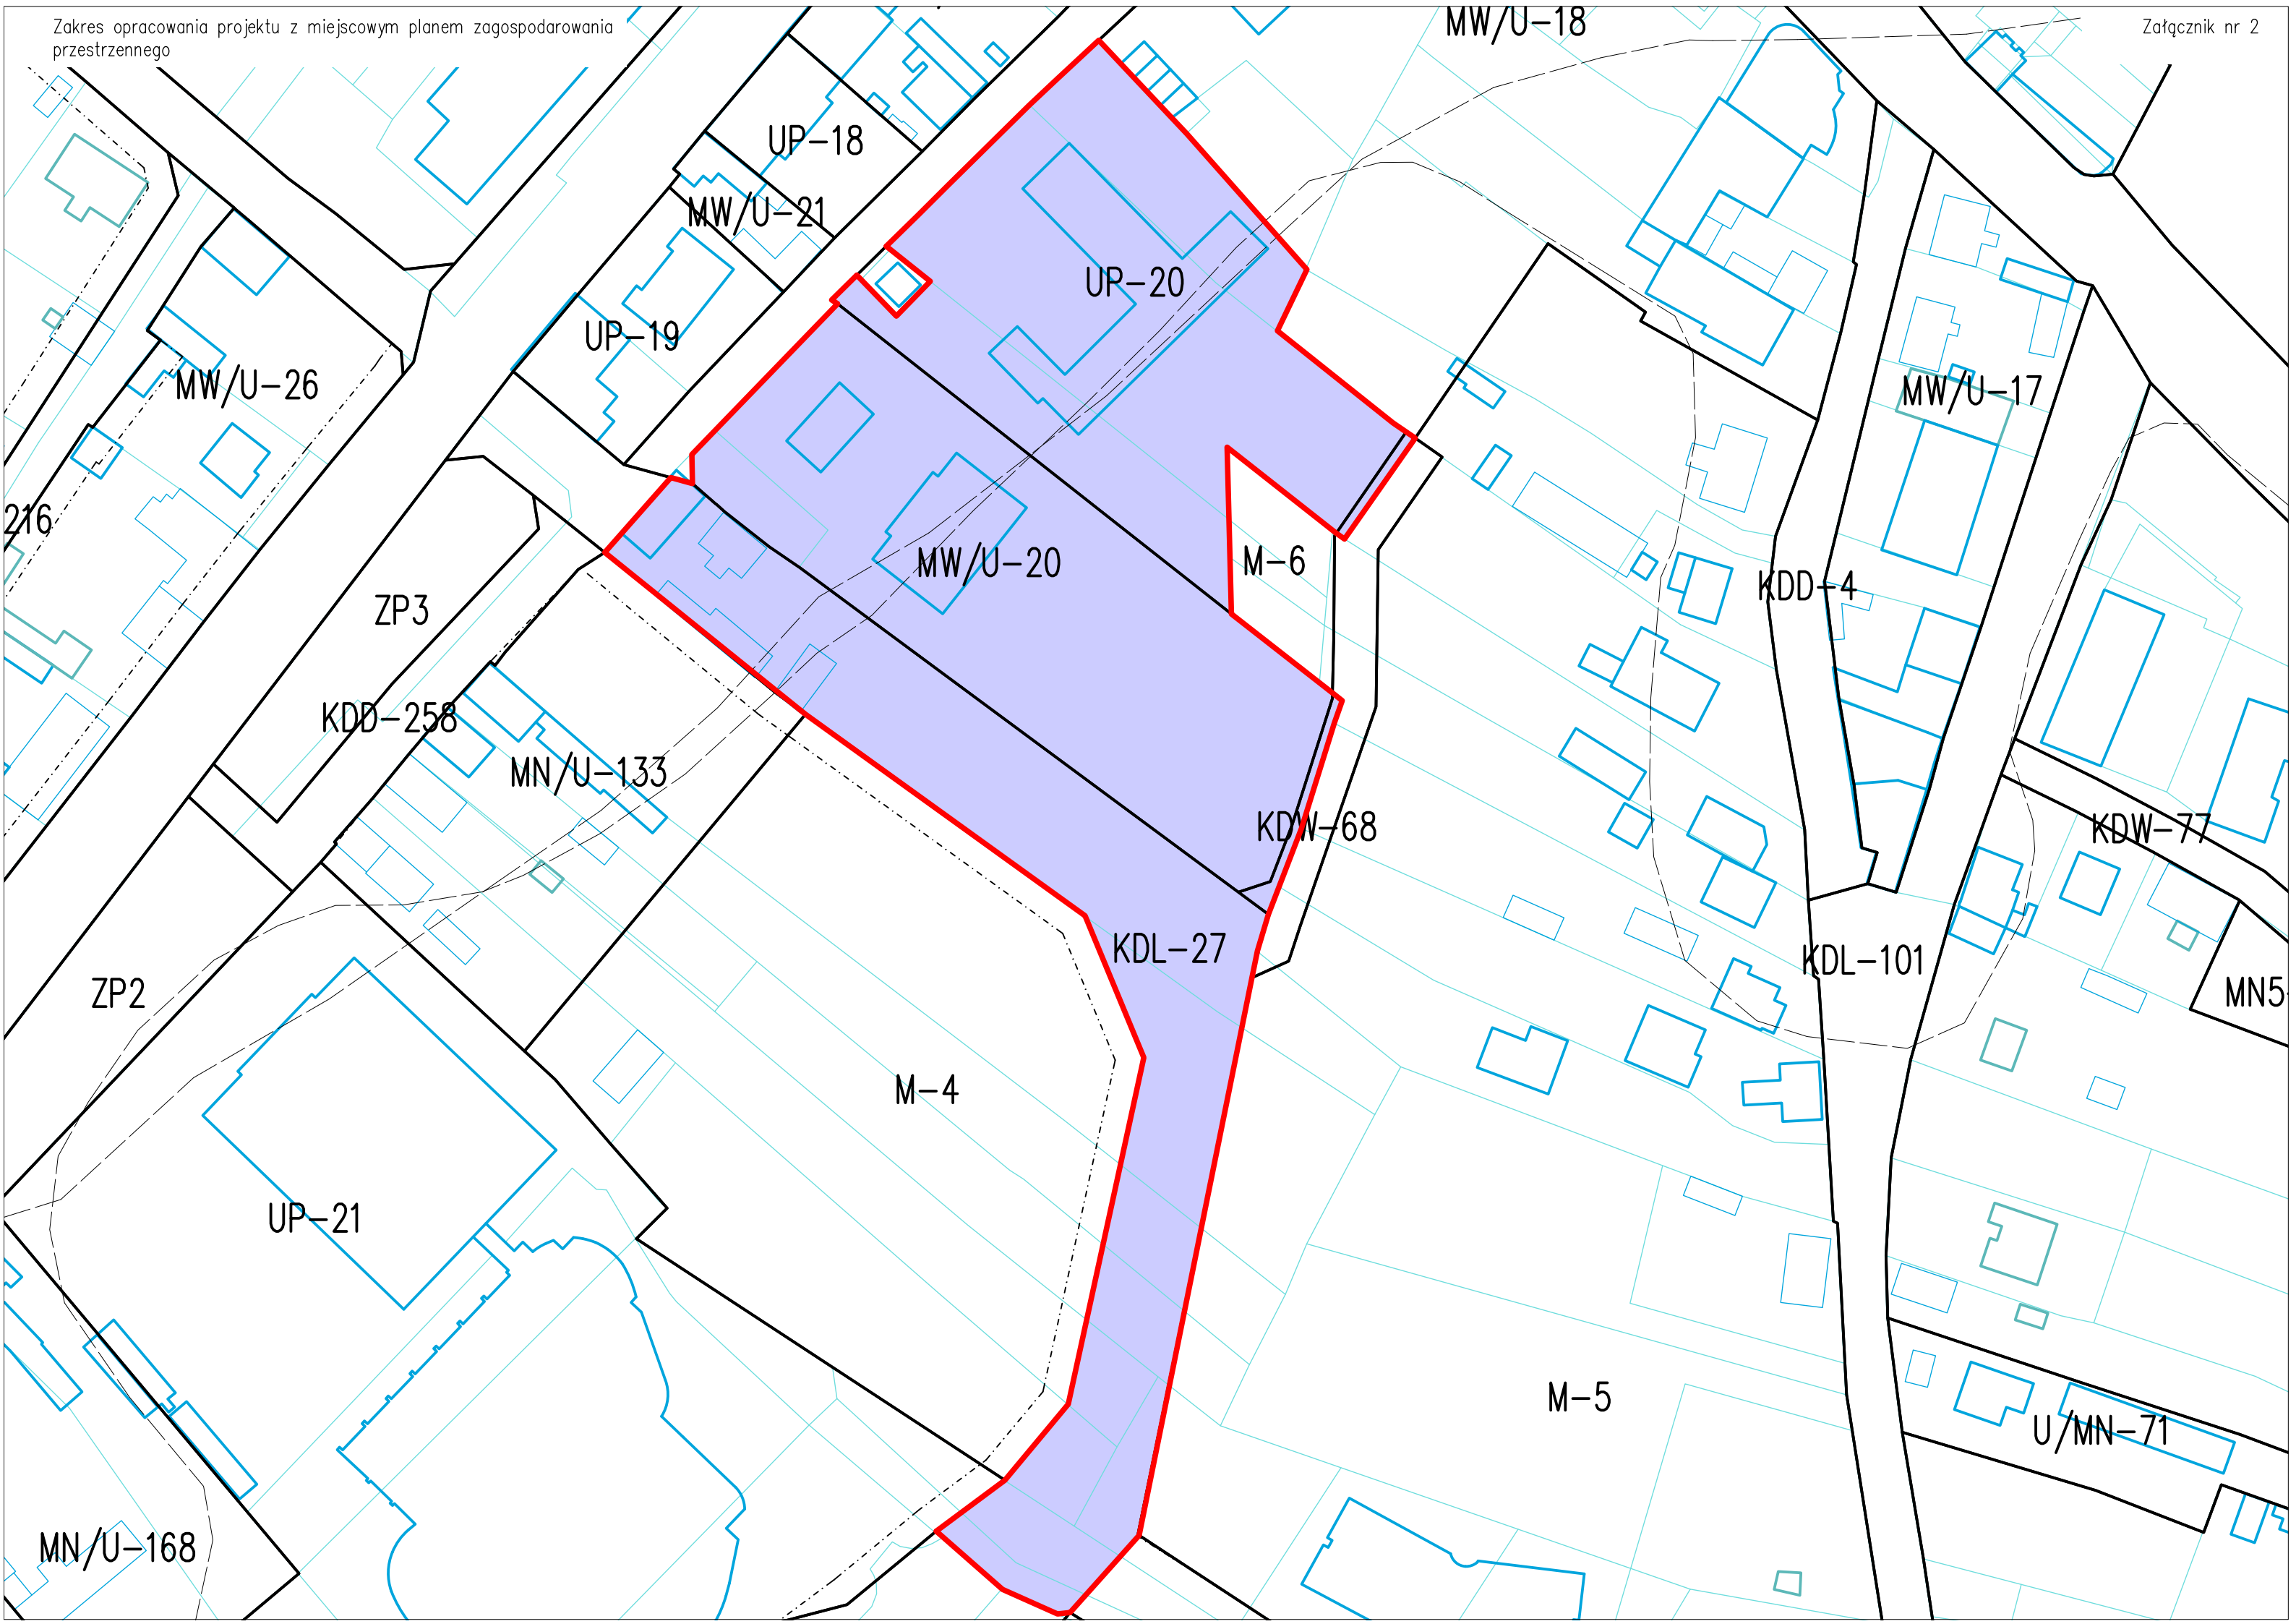 Zakres opracowania projektu z miejscowym planem zagospodarowania
przestrzennego
Załącznik nr 2
MW/U-18
UP-18
MW/U-21
UP-20
UP-19
MW/U-26
MW/U-17
216
MW/U-20
M-6
KDD-4
ZP3
KDD-258
MN/U-133
KDW-68
KDW-77
KDL-27
KDL-101
ZP2
MN5-
M-4
UP-21
M-5
U/MN-71
MN/U-168